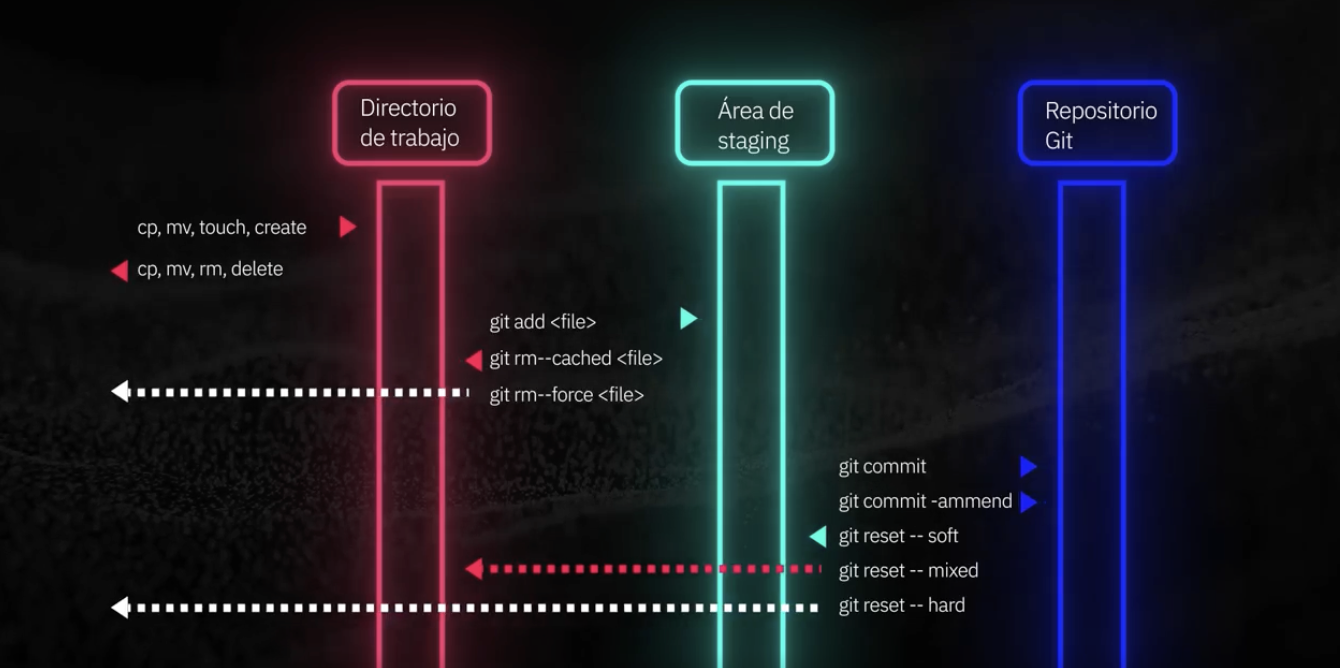 Directorio
de trabajo
Área de
staging
Repositorio
Git
cp, mv, touch, create
cp, mv, rm, delete
git add <file>
git rm--cached <file>
git rm--force <file>
git commit
git commit -ammend
git reset -- soft
git reset -- mixed
git reset -- hard